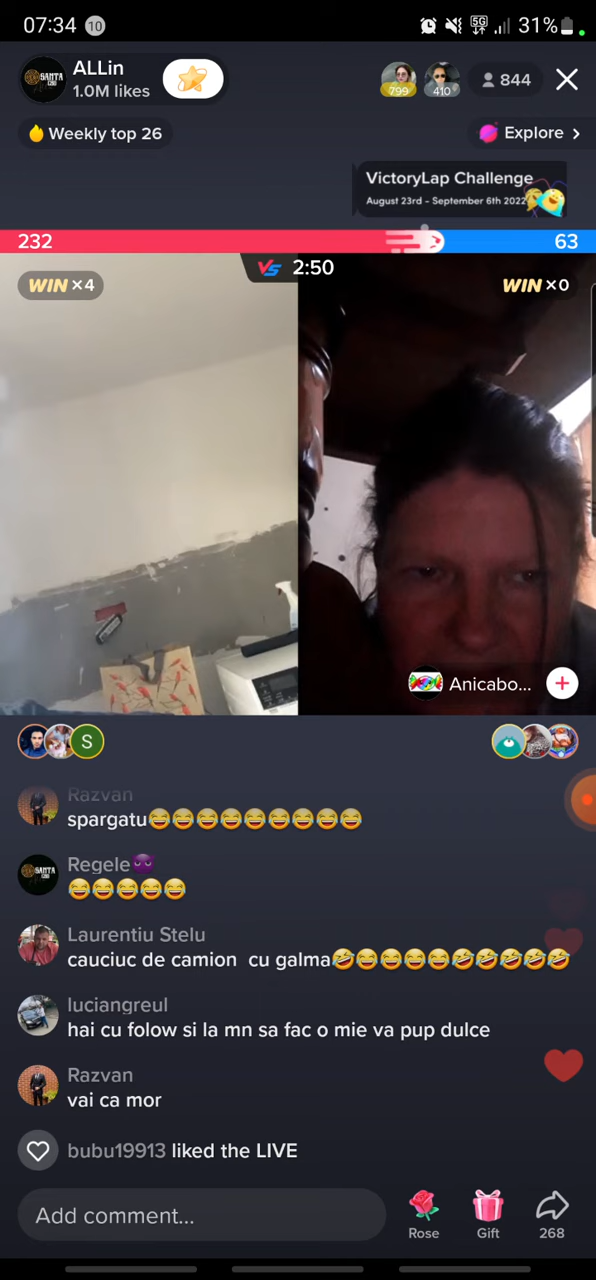 07:34 10 5G 31%
ALLin
1.0M likes
799 410 844
Weekly top 26
Explore
VictoryLap Challenge
August 23rd - September 6th 2022
232 63
VS 2:50
WIN ×4 WIN ×0
Anicabo...
S
Razvan
spargatu😂😂😂😂😂😂😂😂😂
Regele😈
😂😂😂😂😂
Laurentiu Stelu
cauciuc de camion cu galma🤣😂😂😂😂🤣🤣🤣🤣🤣
luciangreul
hai cu folow si la mn sa fac o mie va pup dulce
Razvan
vai ca mor
bubu19913 liked the LIVE
Add comment...
Rose Gift 268